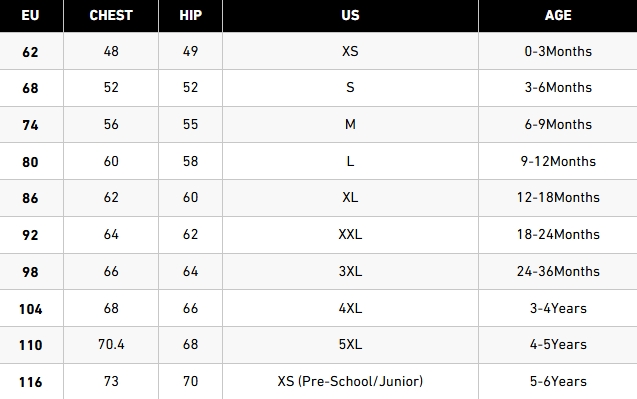 EU CHEST HIP US AGE
62 48 49 XS 0-3Months
68 52 52 S 3-6Months
74 56 55 M 6-9Months
80 60 58 L 9-12Months
86 62 60 XL 12-18Months
92 64 62 XXL 18-24Months
98 66 64 3XL 24-36Months
104 68 66 4XL 3-4Years
110 70.4 68 5XL 4-5Years
116 73 70 XS (Pre-School/Junior) 5-6Years